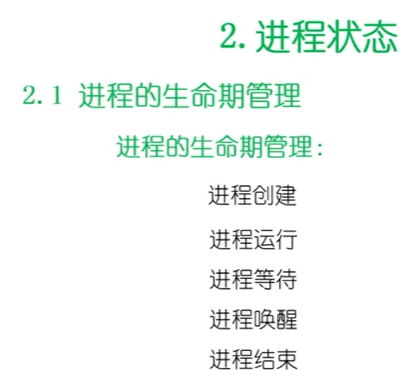 2.进程状态
2.1 进程的生命期管理
进程的生命期管理:
进程创建
进程运行
进程等待
进程唤醒
进程结束